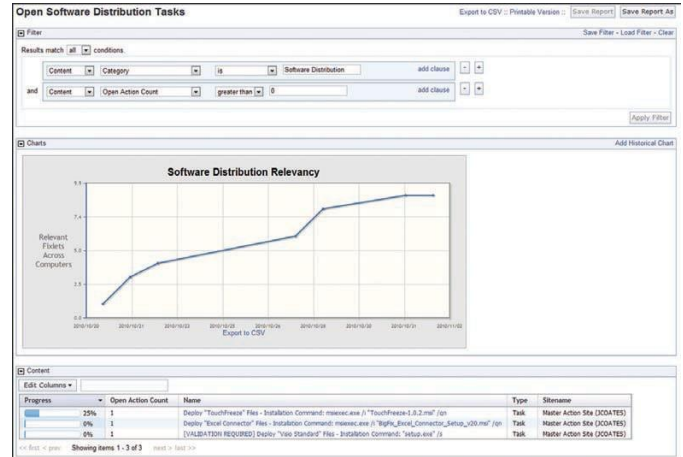 Open Software Distribution Tasks
Export to CSV :: Printable Version :: Save Report Save Report As
Filter
Save Filter - Load Filter - Clear
Results match all conditions.
Content Category is Software Distribution add clause - +
and Content Open Action Count greater than 0 add clause - +
Apply Filter
Charts
Add Historical Chart
Software Distribution Relevancy
7.4
Relevant
Fixlets
Across
Computers
2.5
0.0
Export to CSV
Content
Edit Columns
Progress Open Action Count Name Type Sitename
25% 1 Deploy "TouchFreeze" Files - Installation Command: msiexec.exe /i "TouchFreeze-1.0.2.msi" /qn Task Master Action Site (JCOATES)
0% 1 Deploy "Excel Connector" Files - Installation Command: msiexec.exe /i "BigFix_Excel_Connector_Setup_v20.msi" /qn Task Master Action Site (JCOATES)
0% 1 [VALIDATION REQUIRED] Deploy "Visio Standard" Files - Installation Command: "setup.exe" /s Task Master Action Site (JCOATES)
<< first < prev Showing items 1 - 3 of 3 next > last >>